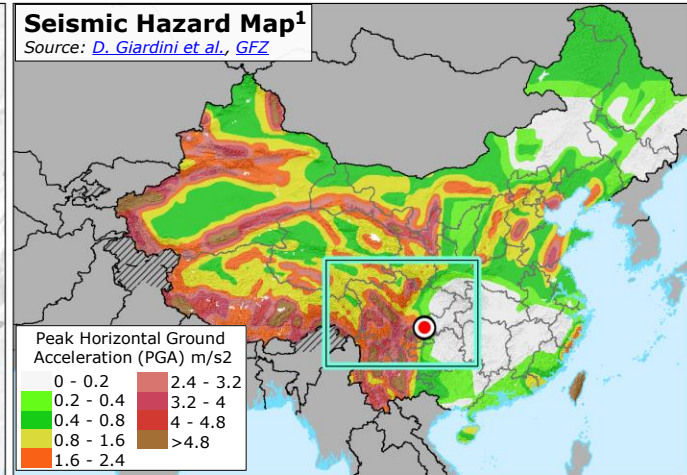 Seismic Hazard Map1
Source: D. Giardini et al., GFZ
Peak Horizontal Ground
Acceleration (PGA) m/s2
0 - 0.2
0.2 - 0.4
0.4 - 0.8
0.8 - 1.6
1.6 - 2.4
2.4 - 3.2
3.2 - 4
4 - 4.8
>4.8